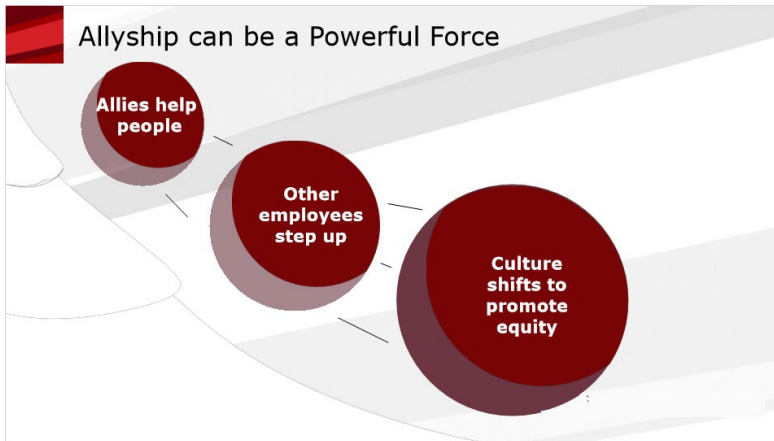 Allyship can be a Powerful Force
Allies help
people
Other
employees
step up
Culture
shifts to
promote
equity